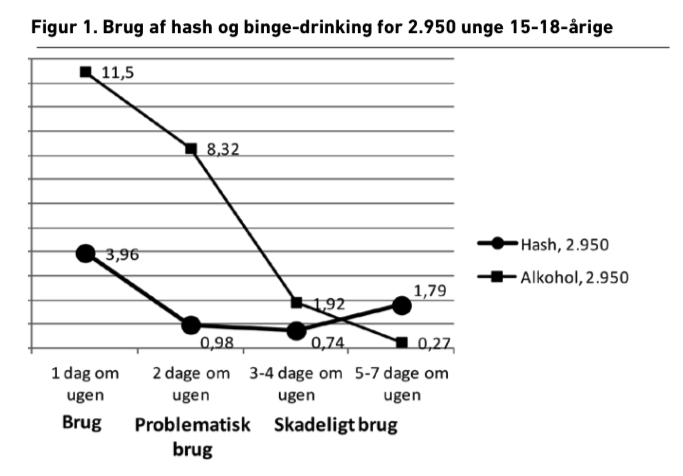 Figur 1. Brug af hash og binge-drinking for 2.950 unge 15-18-årige
11,5
8,32
3,96
1,92
1,79
0,98
0,74
0,27
Hash, 2.950
Alkohol, 2.950
1 dag om ugen
2 dage om ugen
3-4 dage om ugen
5-7 dage om ugen
Brug
Problematisk brug
Skadeligt brug